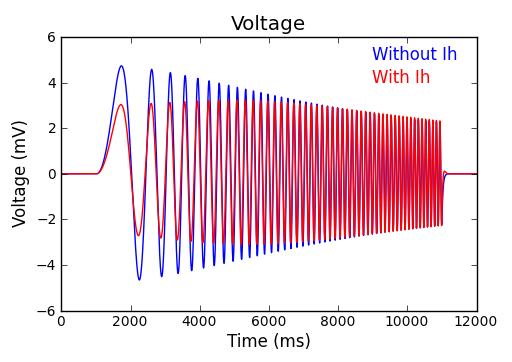 Voltage
Without Ih
With Ih
Voltage (mV)
6
4
2
0
−2
−4
−6
0
2000
4000
6000
8000
10000
12000
Time (ms)